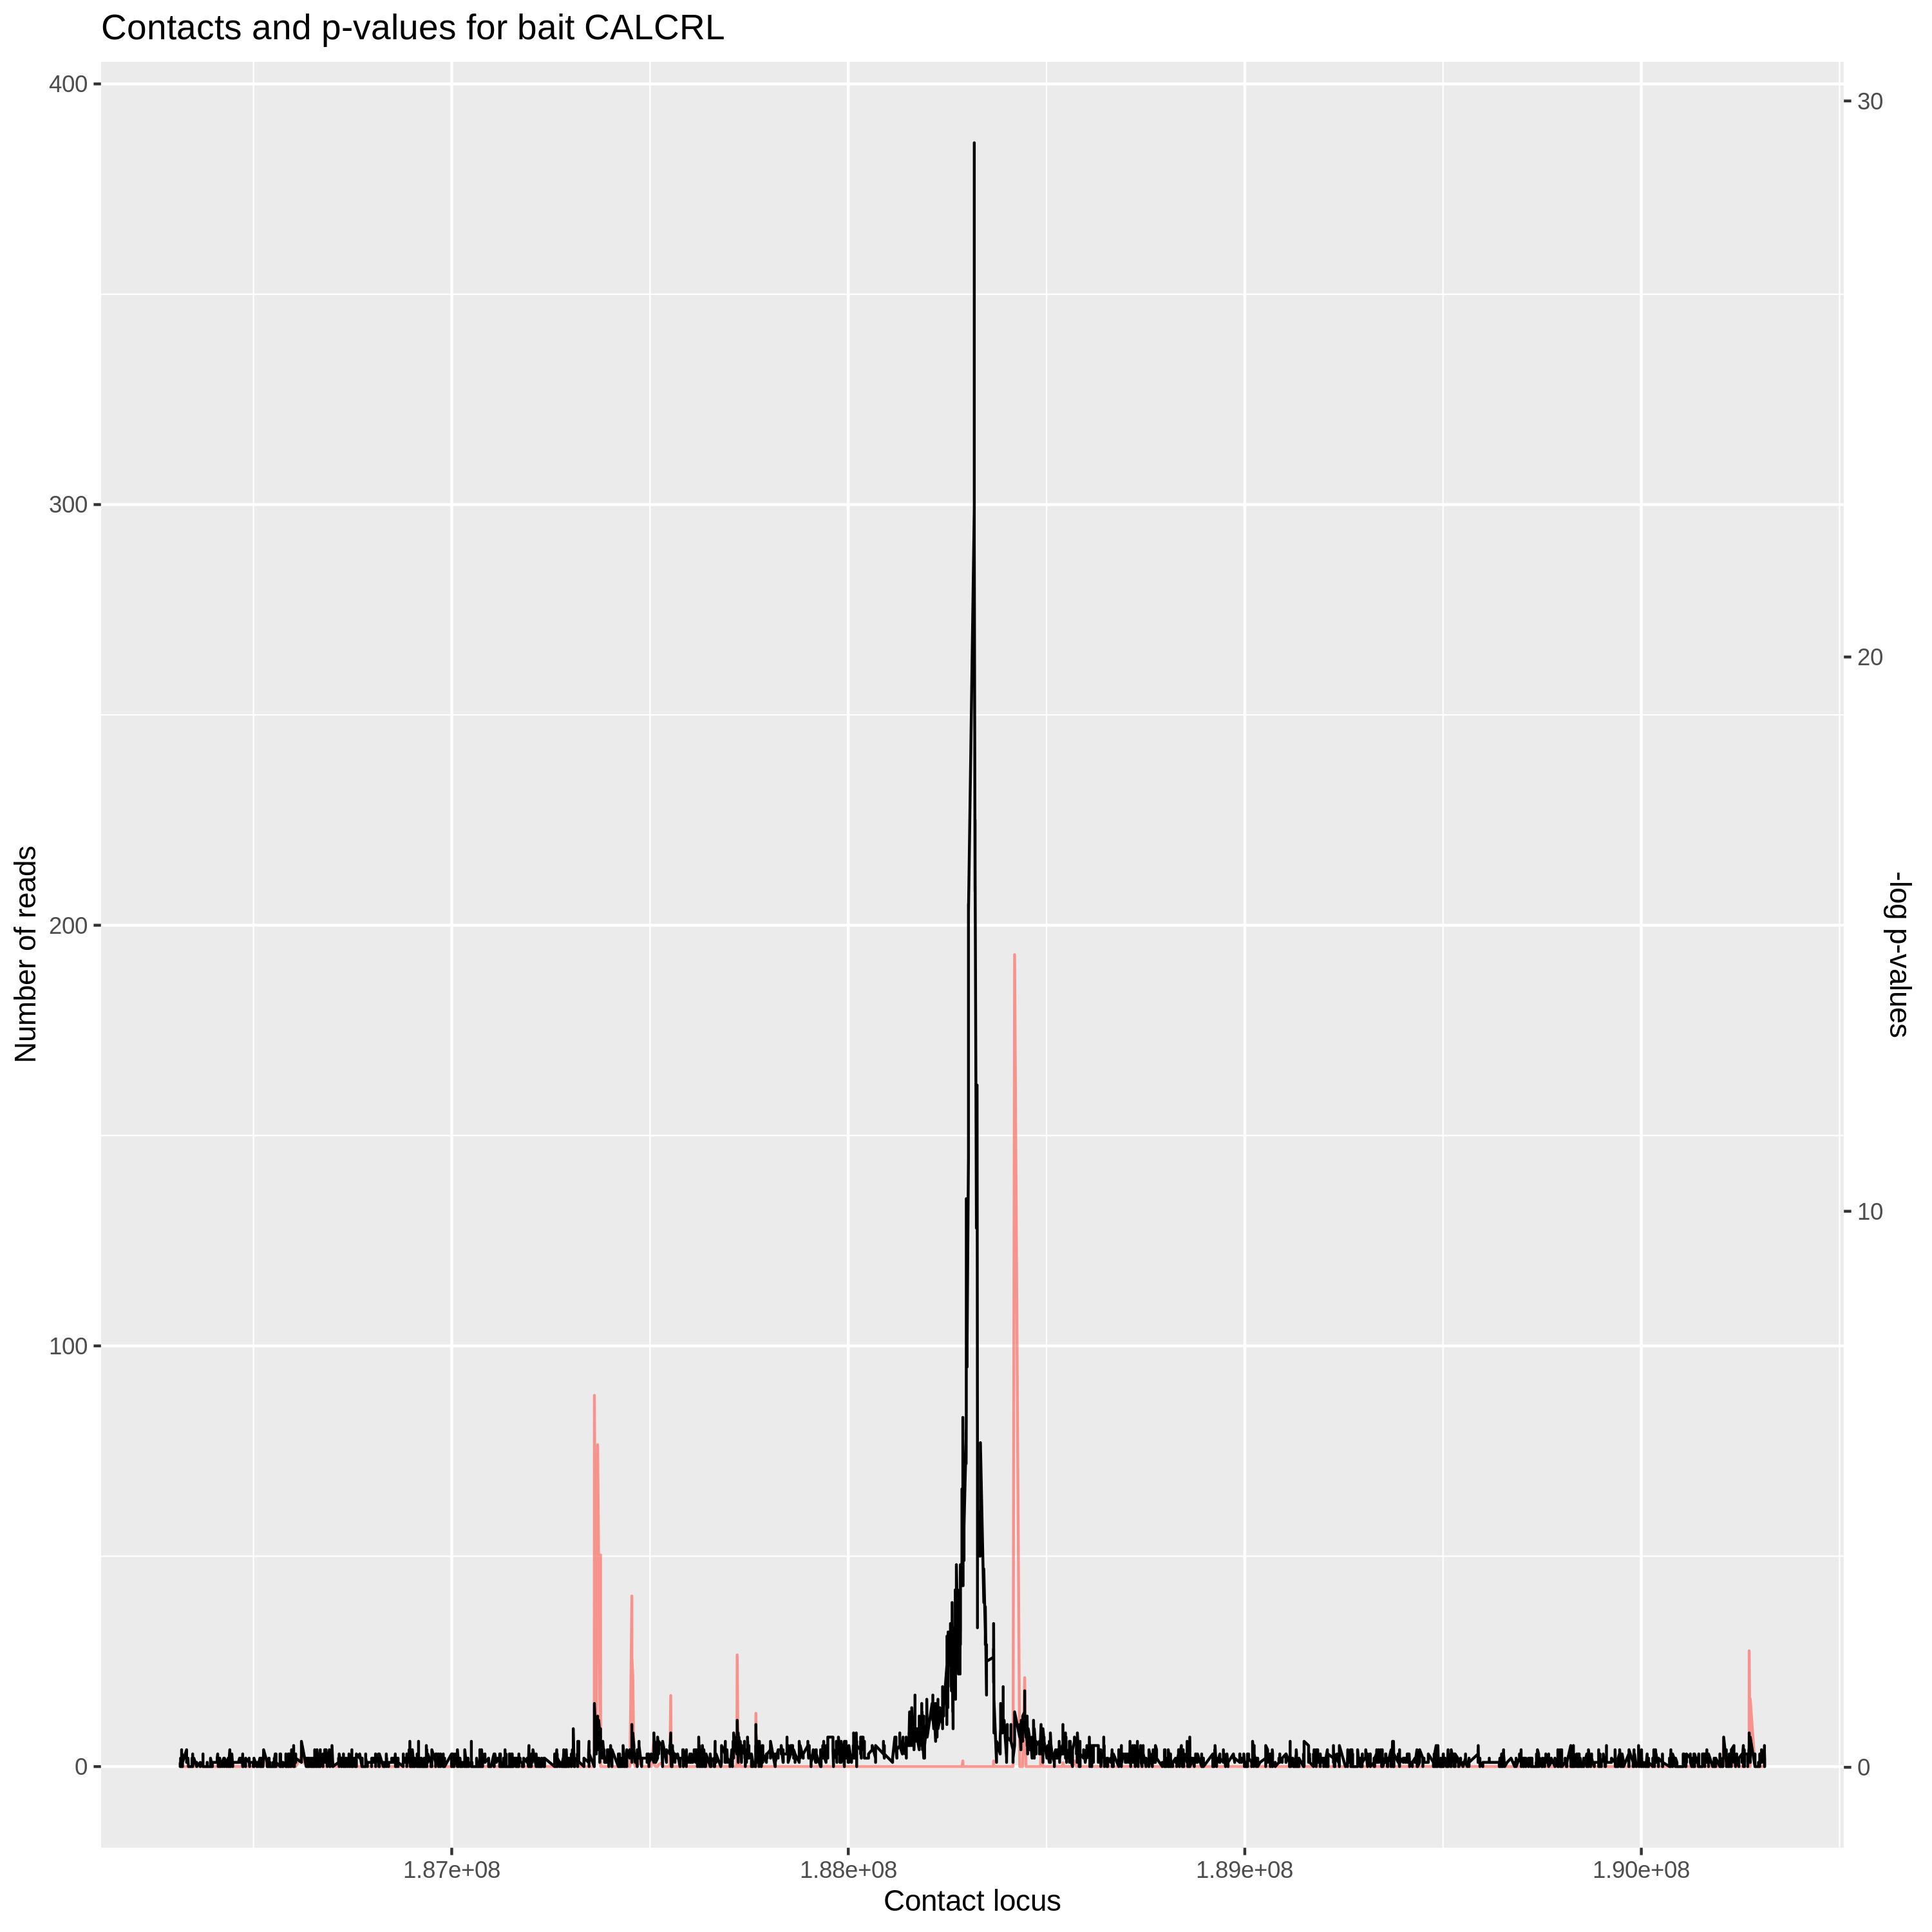 Contacts and p-values for bait CALCRL
400
300
200
100
0
Number of reads
30
20
10
0
-log p-values
1.87e+08 1.88e+08 1.89e+08 1.90e+08
Contact locus